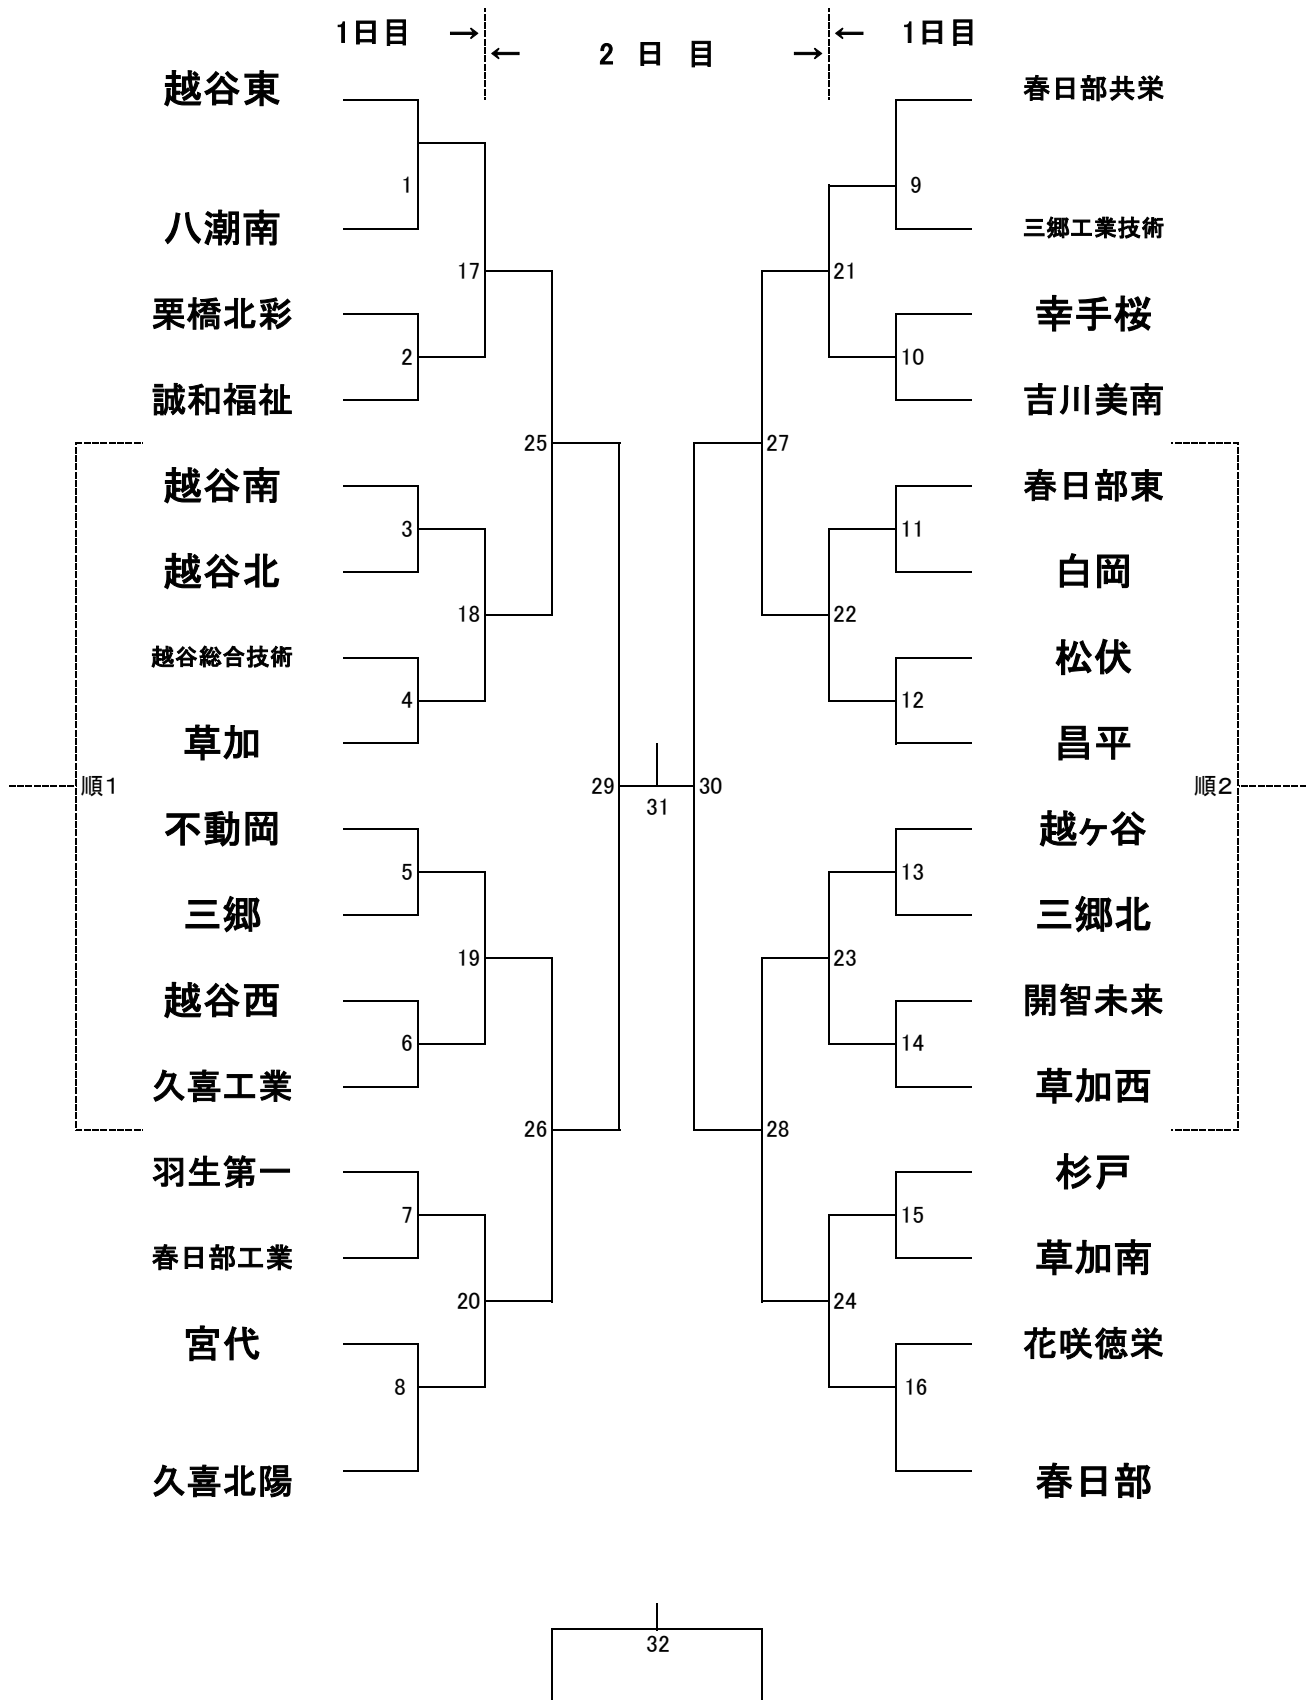 1日目 → ← 2 日 目 → ← 1日目
越谷東
1
八潮南
17
栗橋北彩
2
誠和福祉
25
越谷南
3
越谷北
18
越谷総合技術
4
草加
順1
29
不動岡
5
三郷
19
越谷西
6
久喜工業
26
羽生第一
7
春日部工業
20
宮代
8
久喜北陽
31
春日部共栄
9
三郷工業技術
21
幸手桜
10
吉川美南
27
春日部東
11
白岡
22
松伏
12
昌平
30
順2
越ヶ谷
13
三郷北
23
開智未来
14
草加西
28
杉戸
15
草加南
24
花咲徳栄
16
春日部
32